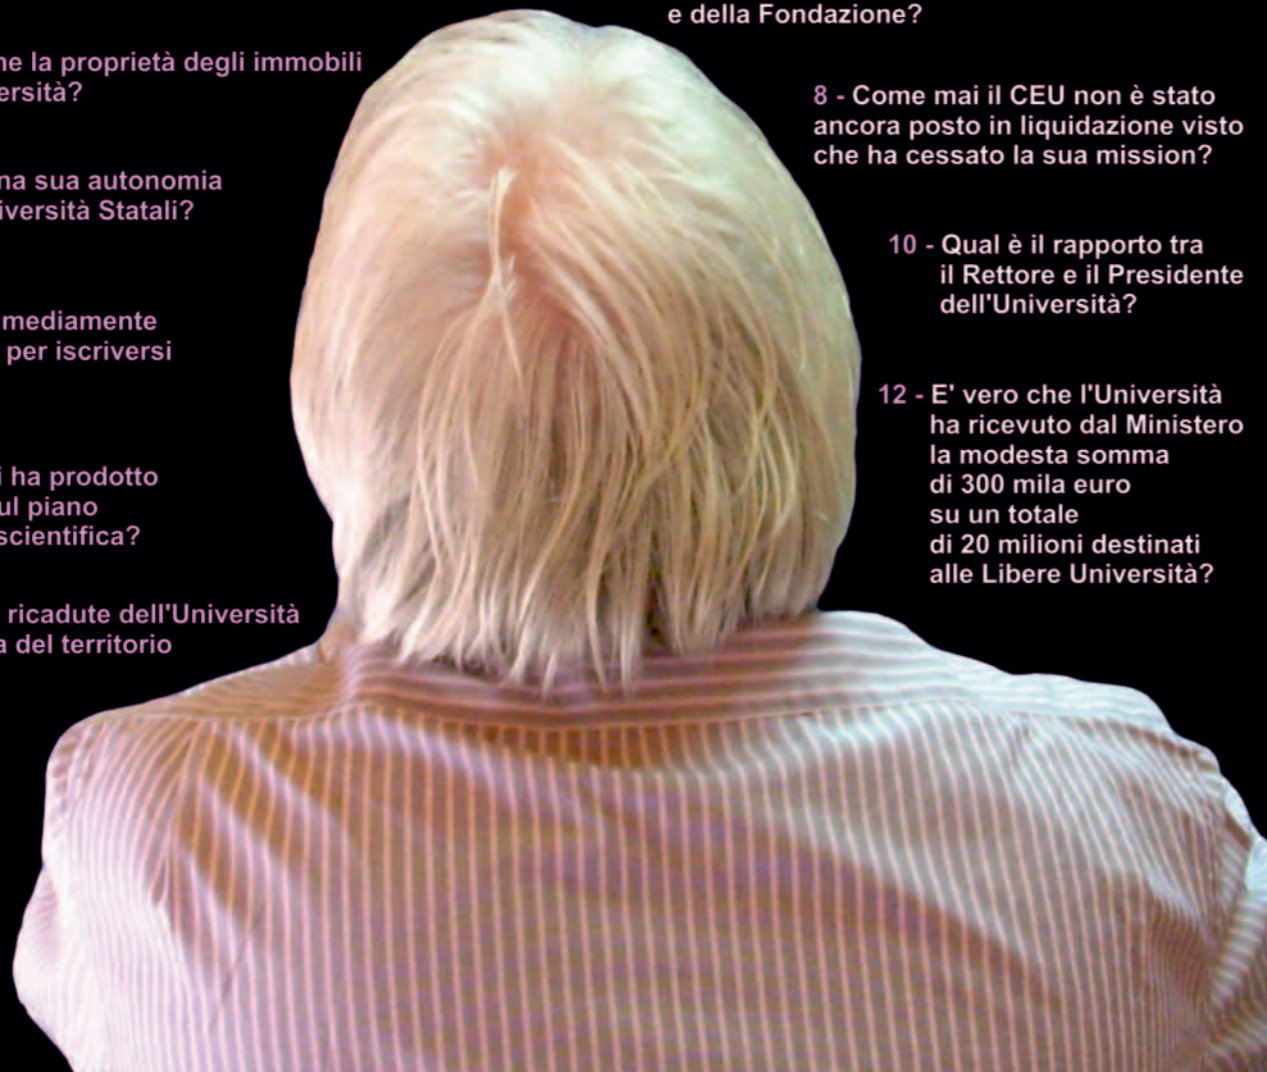 e della Fondazione?
ne la proprietà degli immobili
ersità?
8 - Come mai il CEU non è stato
ancora posto in liquidazione visto
che ha cessato la sua mission?
na sua autonomia
iversità Statali?
10 - Qual è il rapporto tra
il Rettore e il Presidente
dell'Università?
mediamente
per iscriversi
12 - E' vero che l'Università
ha ricevuto dal Ministero
la modesta somma
di 300 mila euro
su un totale
di 20 milioni destinati
alle Libere Università?
i ha prodotto
ul piano
scientifica?
ricadute dell'Università
a del territorio